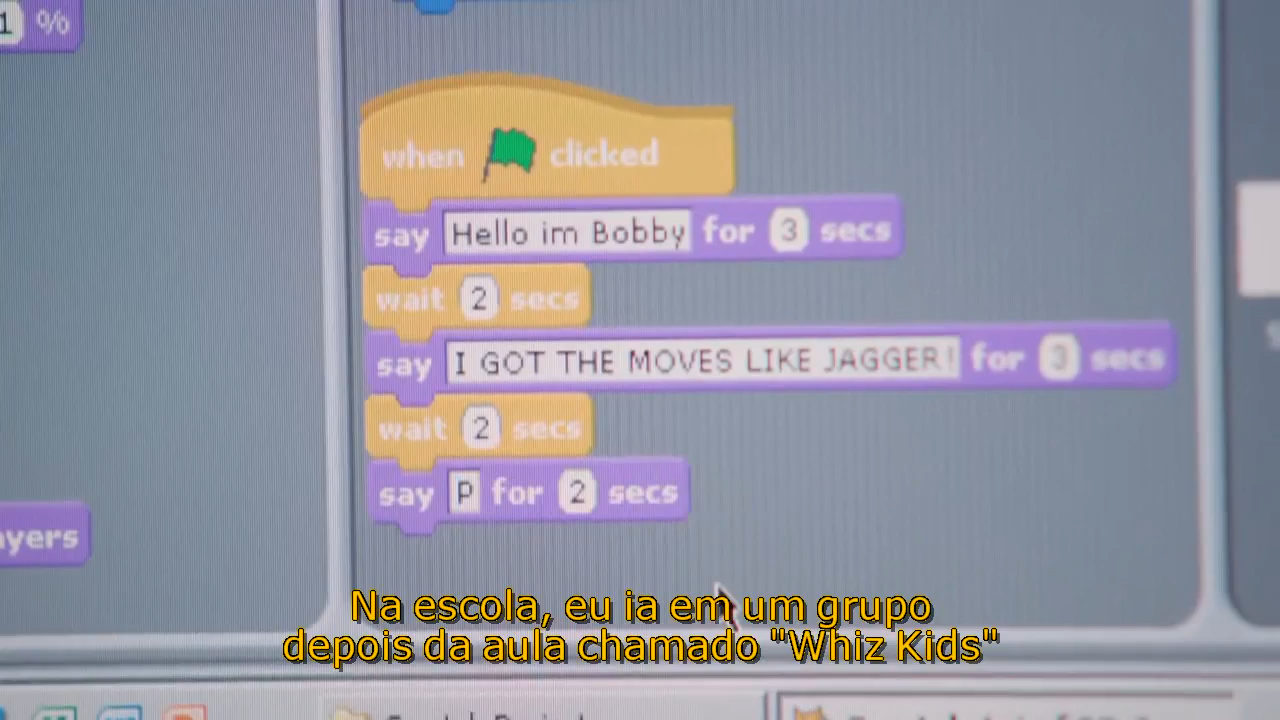 1 %
when clicked
say Hello im Bobby for 3 secs
wait 2 secs
say I GOT THE MOVES LIKE JAGGER! for 3 secs
wait 2 secs
say P for 2 secs
yers
Na escola, eu ia em um grupo
depois da aula chamado "Whiz Kids"